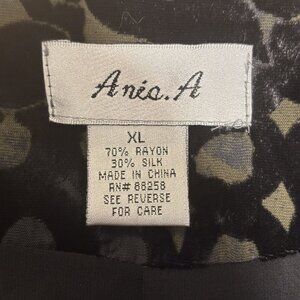 Anis.A
XL
70% RAYON
30% SILK
MADE IN CHINA
RN# 88258
SEE REVERSE
FOR CARE